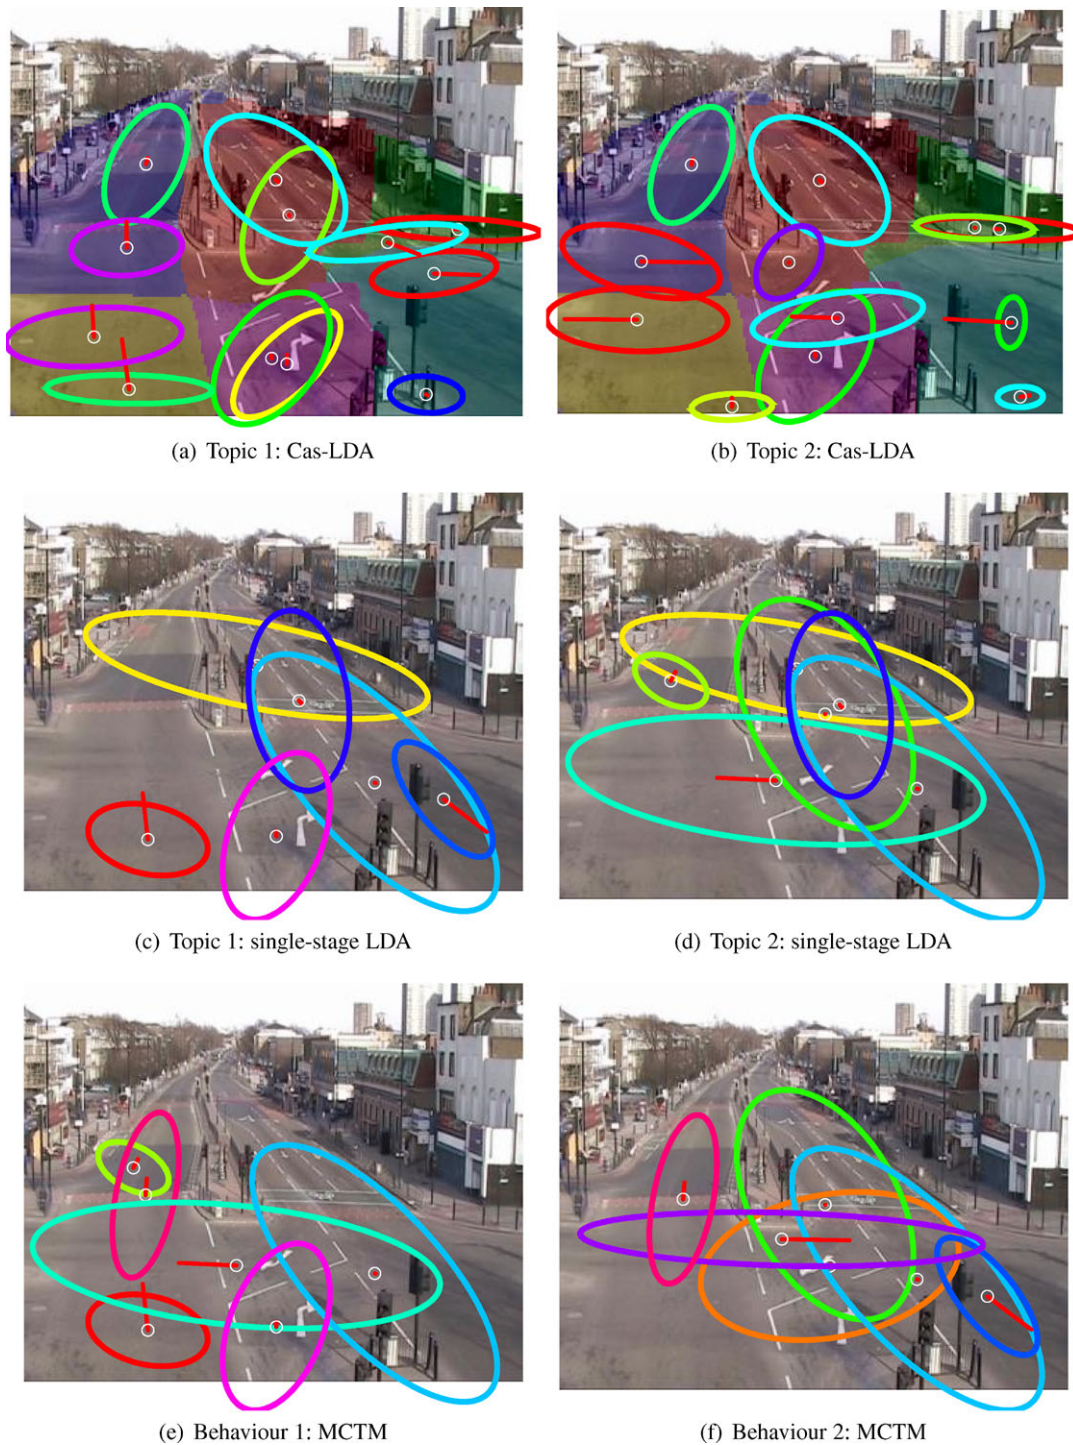 (a) Topic 1: Cas-LDA
(b) Topic 2: Cas-LDA
(c) Topic 1: single-stage LDA
(d) Topic 2: single-stage LDA
(e) Behaviour 1: MCTM
(f) Behaviour 2: MCTM